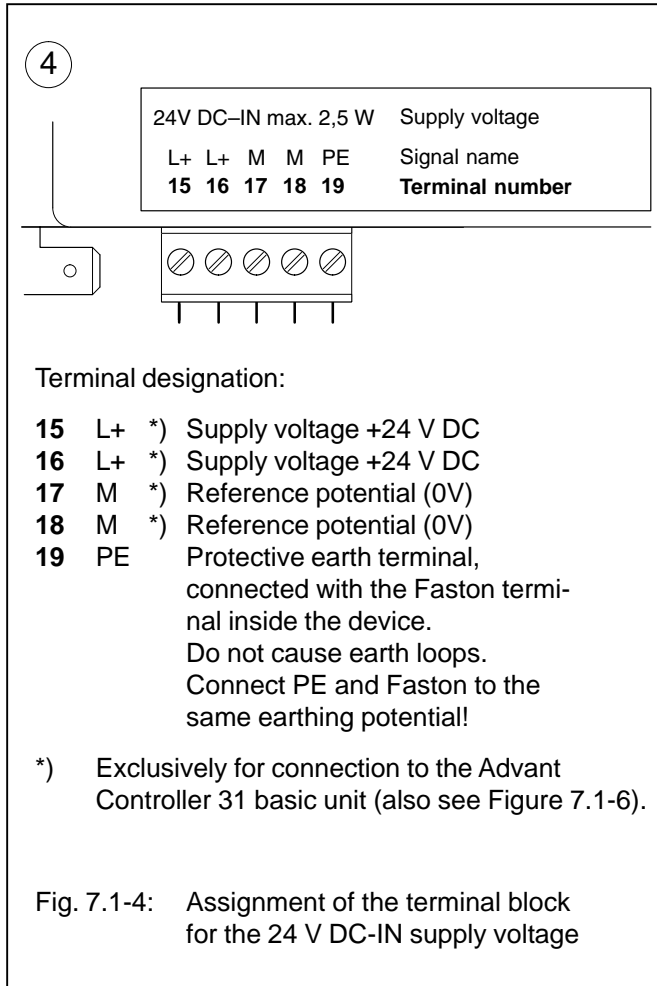 4
24V DC–IN max. 2,5 W Supply voltage
L+ L+ M M PE Signal name
15 16 17 18 19 Terminal number
Terminal designation:
15 L+ *) Supply voltage +24 V DC
16 L+ *) Supply voltage +24 V DC
17 M *) Reference potential (0V)
18 M *) Reference potential (0V)
19 PE Protective earth terminal,
connected with the Faston termi-
nal inside the device.
Do not cause earth loops.
Connect PE and Faston to the
same earthing potential!
*) Exclusively for connection to the Advant
Controller 31 basic unit (also see Figure 7.1-6).
Fig. 7.1-4: Assignment of the terminal block
for the 24 V DC-IN supply voltage